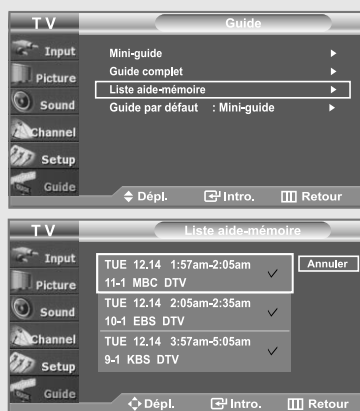 TV
Guide
Input
Picture
Sound
Channel
Setup
Guide
Mini-guide
Guide complet
Liste aide-mémoire
Guide par défaut : Mini-guide
Dépl. Intro. Retour
TV
Liste aide-mémoire
Input
Picture
Sound
Channel
Setup
Guide
TUE 12.14 1:57am-2:05am
11-1 MBC DTV
TUE 12.14 2:05am-2:35am
10-1 EBS DTV
TUE 12.14 3:57am-5:05am
9-1 KBS DTV
Annuler
Dépl. Intro. Retour